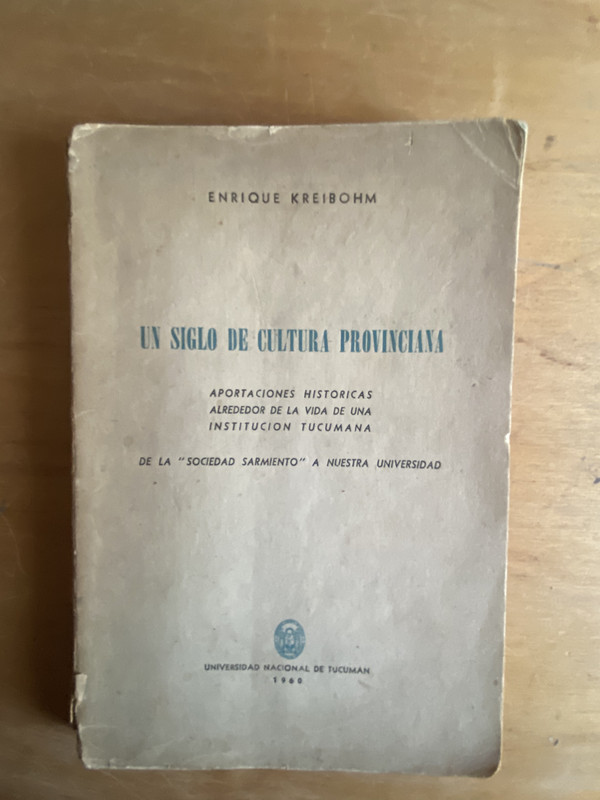 ENRIQUE KREIBOHM
UN SIGLO DE CULTURA PROVINCIANA
APORTACIONES HISTORICAS
ALREDEDOR DE LA VIDA DE UNA
INSTITUCION TUCUMANA
DE LA "SOCIEDAD SARMIENTO" A NUESTRA UNIVERSIDAD
UNIVERSIDAD NACIONAL DE TUCUMAN
1960